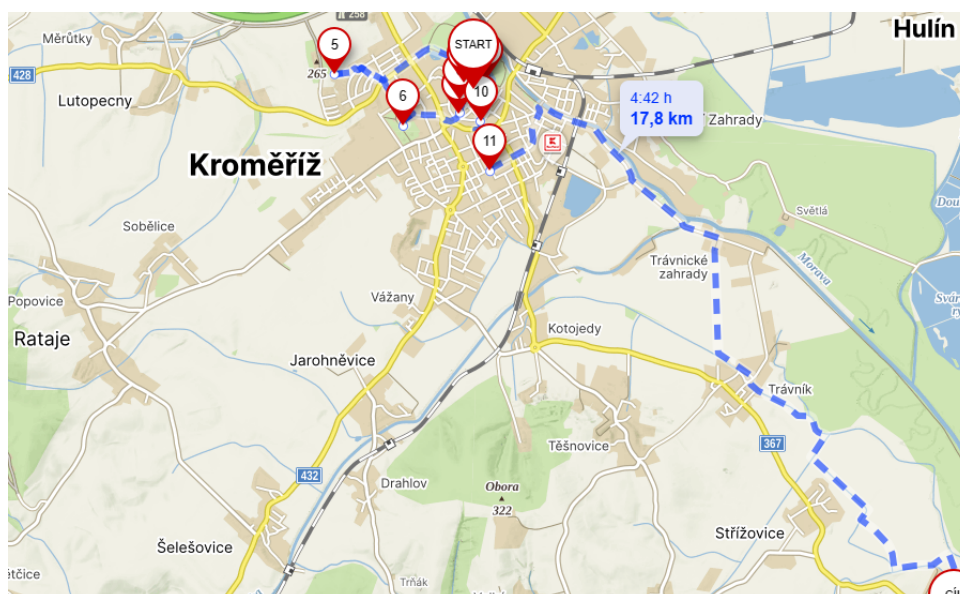 258
Hulín
Měrůtky
5
START
265
428
Lutopecny
6
10
4:42 h
17,8 km
Zahrady
11
Kroměříž
Světlá
Sobělice
Trávnické
zahrady
Morava
Popovice
Vážany
Rataje
Kotojedy
Jarohněvice
Trávník
367
Těšnovice
432
Drahlov
Obora
322
Střížovice
Šelešovice
Trňák